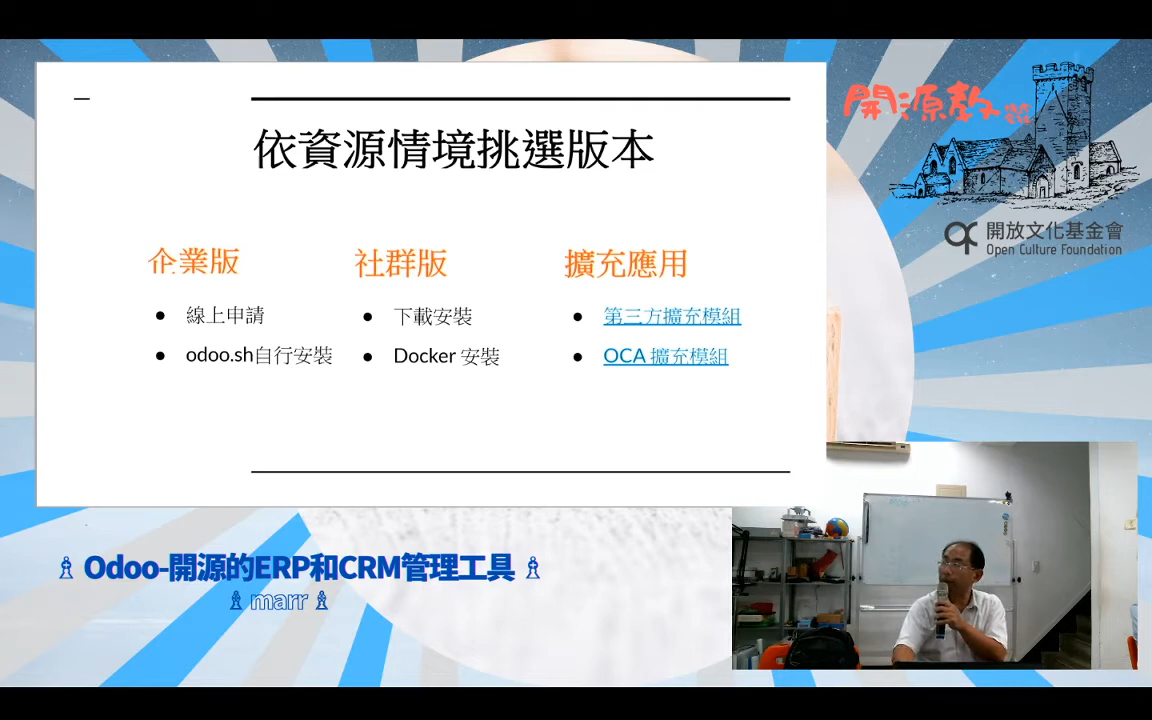 依資源情境挑選版本
企業版
線上申請
odoo.sh自行安裝
社群版
下載安裝
Docker 安裝
擴充應用
第三方擴充模組
OCA 擴充模組
開源教
開放文化基金會
Open Culture Foundation
Odoo-開源的ERP和CRM管理工具
marr